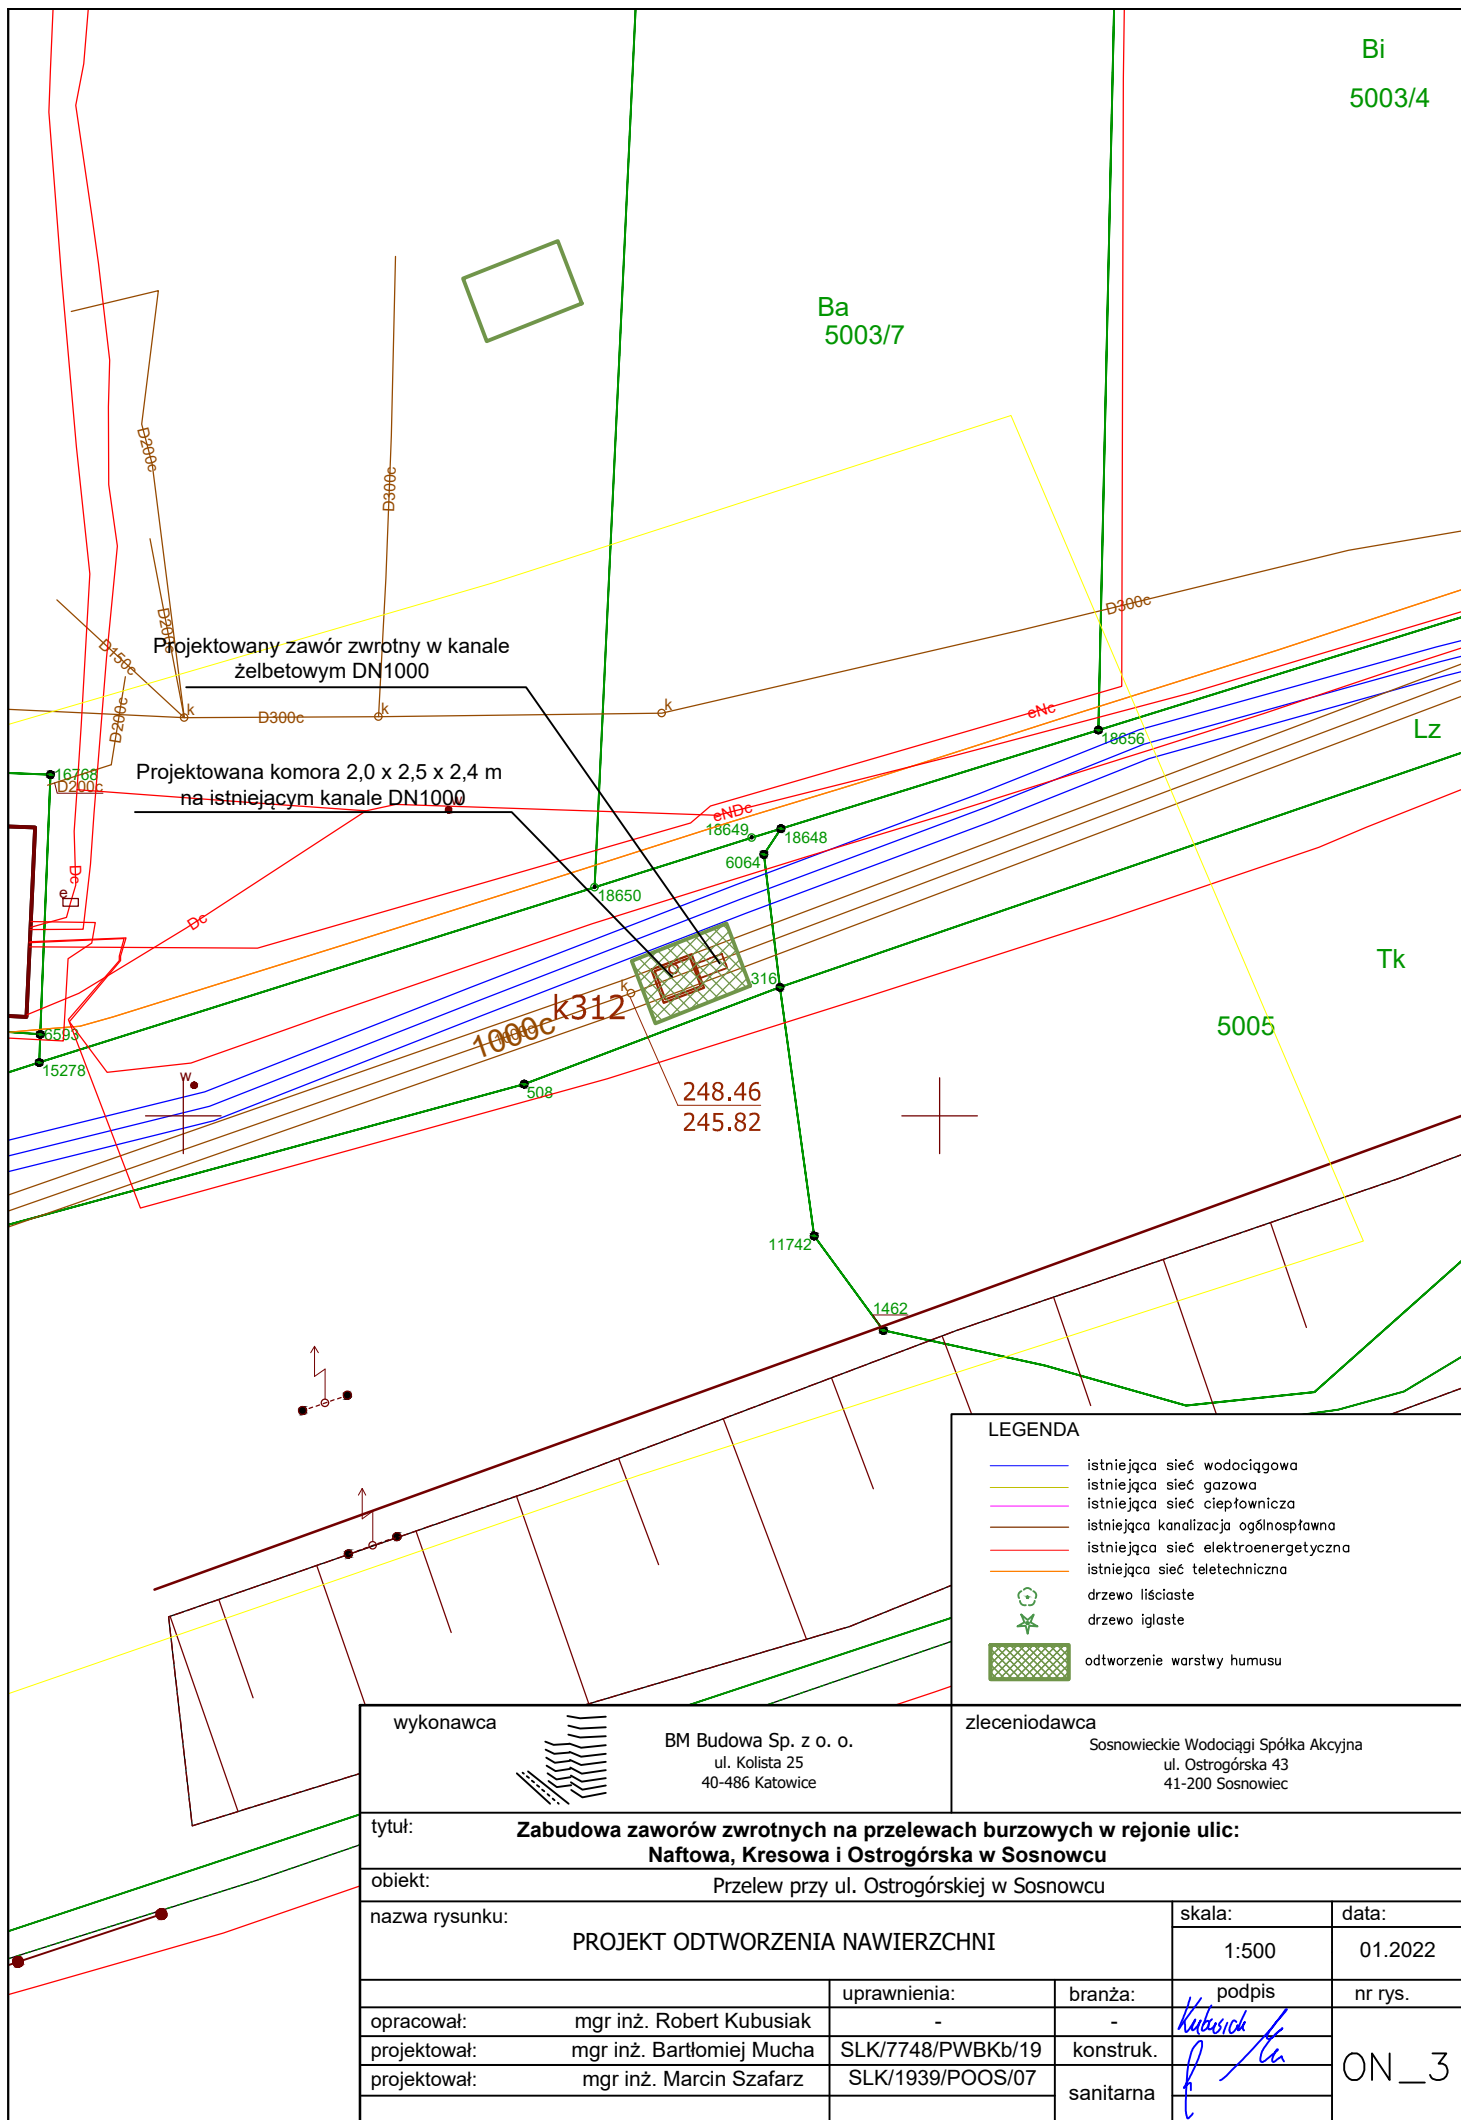 Bi
5003/4
Ba
5003/7
D200c
D300c
D200c
D150c
D200c
Projektowany zawór zwrotny w kanale
żelbetowym DN1000
k
D300c
k
k
D300c
eNc
18656
Lz
16768
D200c
Projektowana komora 2,0 x 2,5 x 2,4 m
na istniejącym kanale DN1000
w
eNDc
18649
18648
6064
Dc
e
18650
Dc
Tk
316
k
k312
1000c
5005
6593
15278
w
508
248.46
245.82
11742
1462
LEGENDA
istniejąca sieć wodociągowa
istniejąca sieć gazowa
istniejąca sieć ciepłownicza
istniejąca kanalizacja ogólnospławna
istniejąca sieć elektroenergetyczna
istniejąca sieć teletechniczna
drzewo liściaste
drzewo iglaste
odtworzenie warstwy humusu
wykonawca
BM Budowa Sp. z o. o.
ul. Kolista 25
40-486 Katowice
zleceniodawca
Sosnowieckie Wodociągi Spółka Akcyjna
ul. Ostrogórska 43
41-200 Sosnowiec
tytuł:
Zabudowa zaworów zwrotnych na przelewach burzowych w rejonie ulic:
Naftowa, Kresowa i Ostrogórska w Sosnowcu
obiekt:
Przelew przy ul. Ostrogórskiej w Sosnowcu
nazwa rysunku:
PROJEKT ODTWORZENIA NAWIERZCHNI
skala:
1:500
data:
01.2022
uprawnienia:
branża:
podpis
nr rys.
opracował: mgr inż. Robert Kubusiak - - Kubusiak
projektował: mgr inż. Bartłomiej Mucha SLK/7748/PWBKb/19 konstruk.
projektował: mgr inż. Marcin Szafarz SLK/1939/POOS/07 sanitarna
ON_3